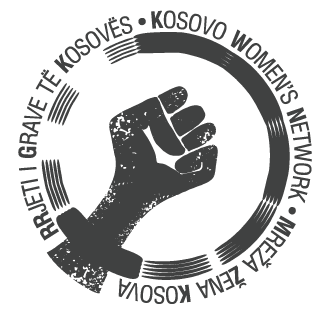 RRJETI I GRAVE TË KOSOVËS • KOSOVO WOMEN'S NETWORK • MREŽA ŽENA KOSOVA